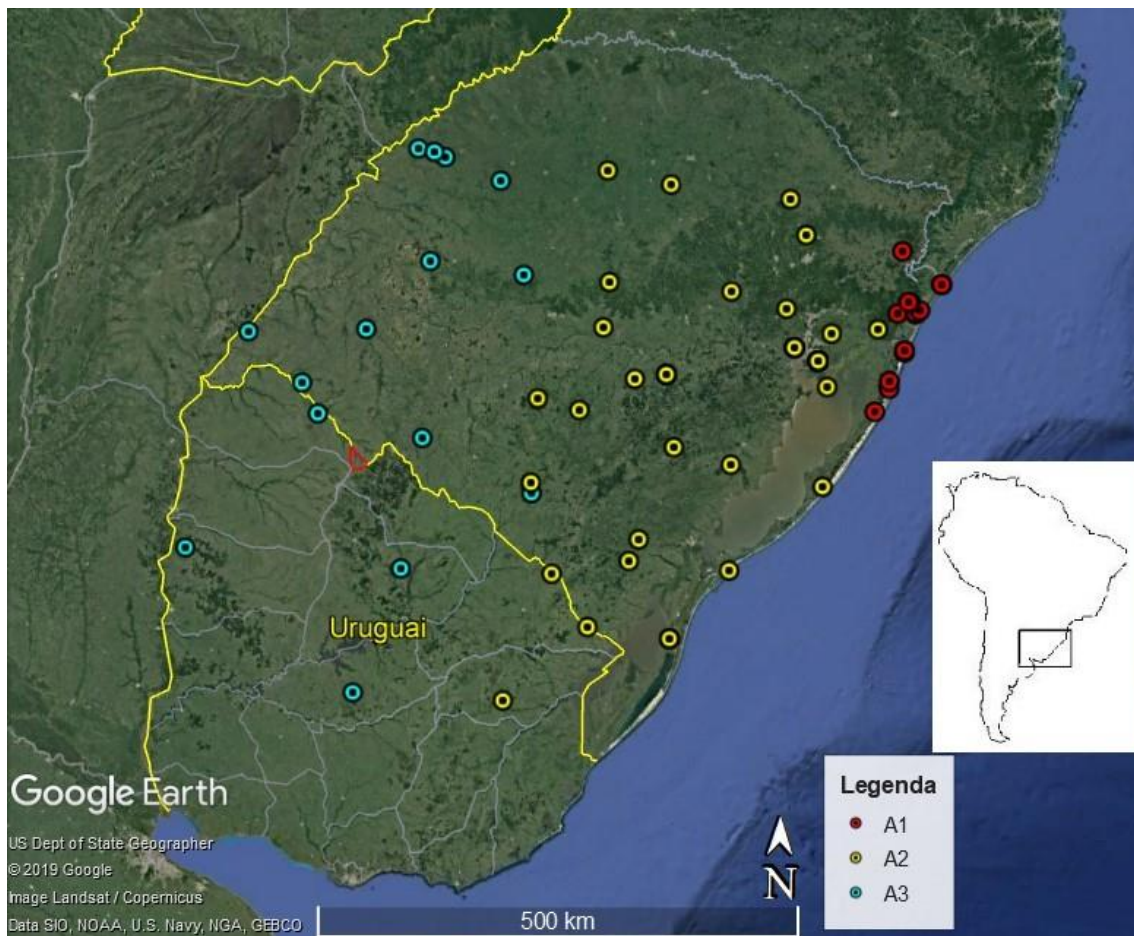 Uruguai
Google Earth
US Dept of State Geographer
© 2019 Google
Image Landsat / Copernicus
Data SIO, NOAA, U.S. Navy, NGA, GEBCO
500 km
N
Legenda
A1
A2
A3